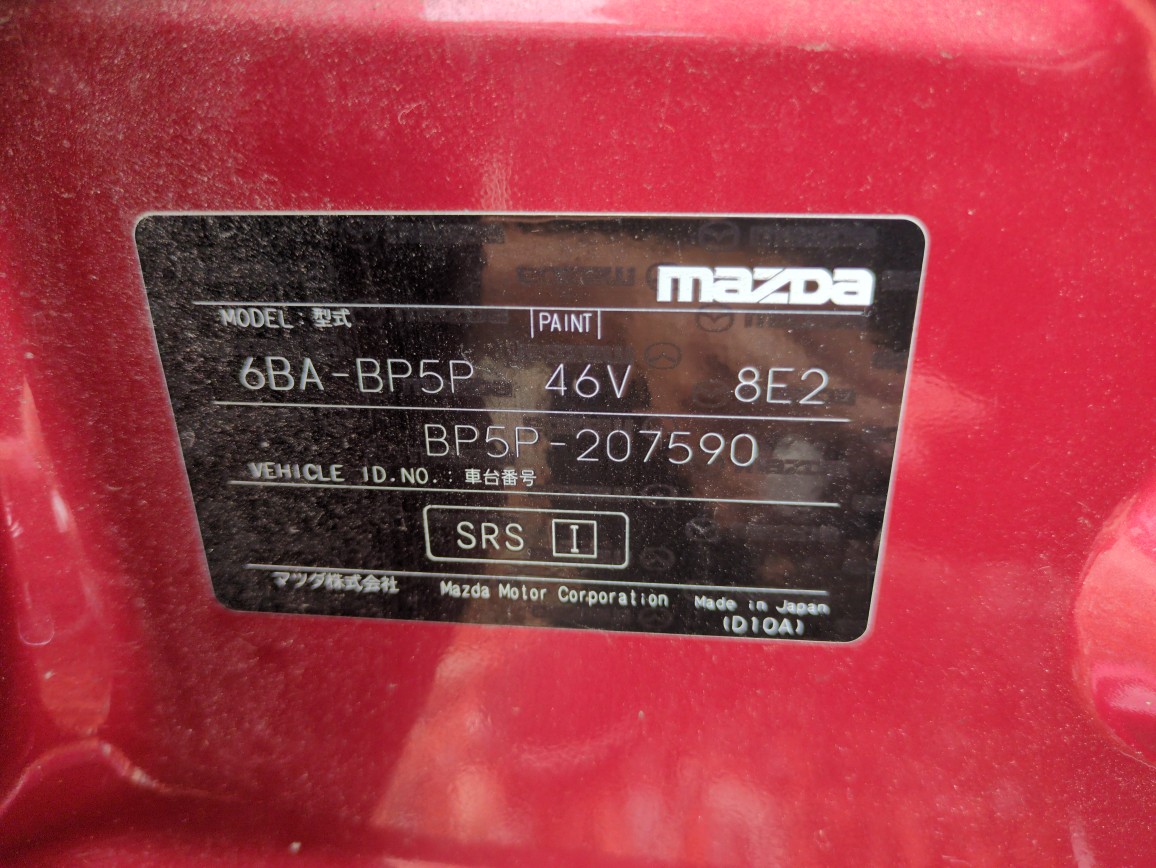 mazda
MODEL : 型式 PAINT
6BA-BP5P 46V 8E2
BP5P-207590
VEHICLE ID.NO. : 車台番号
SRS I
マツダ株式会社 Mazda Motor Corporation Made in Japan
(D10A)